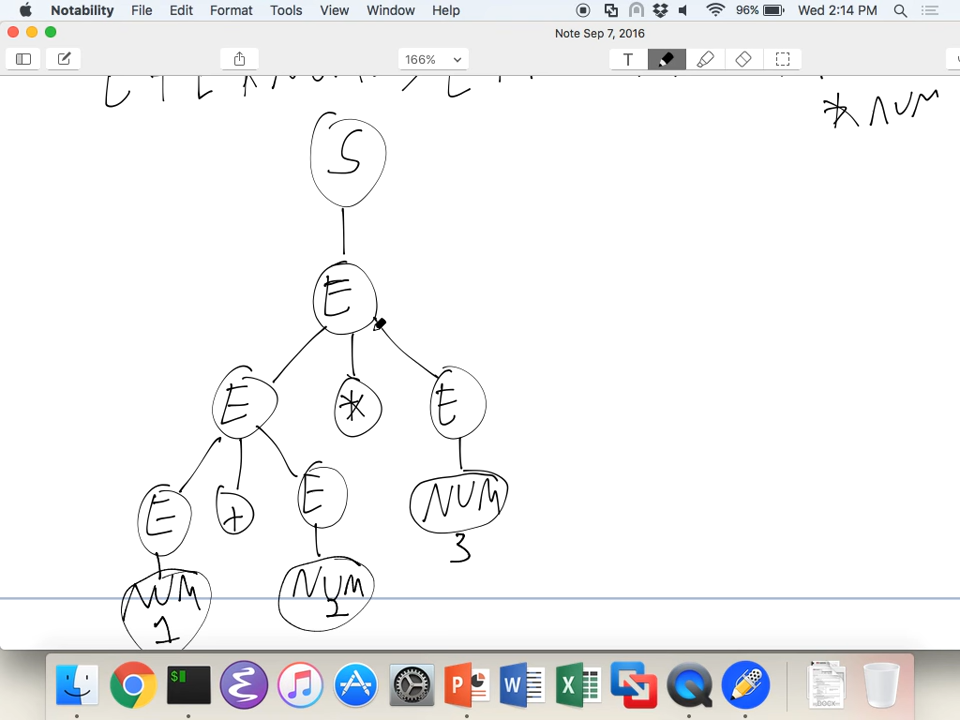 Notability File Edit Format Tools View Window Help 96% Wed 2:14 PM
Note Sep 7, 2016
166% T
* NUM
S
E
E * E
E + E NUM
3
NUM NUM
1 2
$ P W X
DOCX